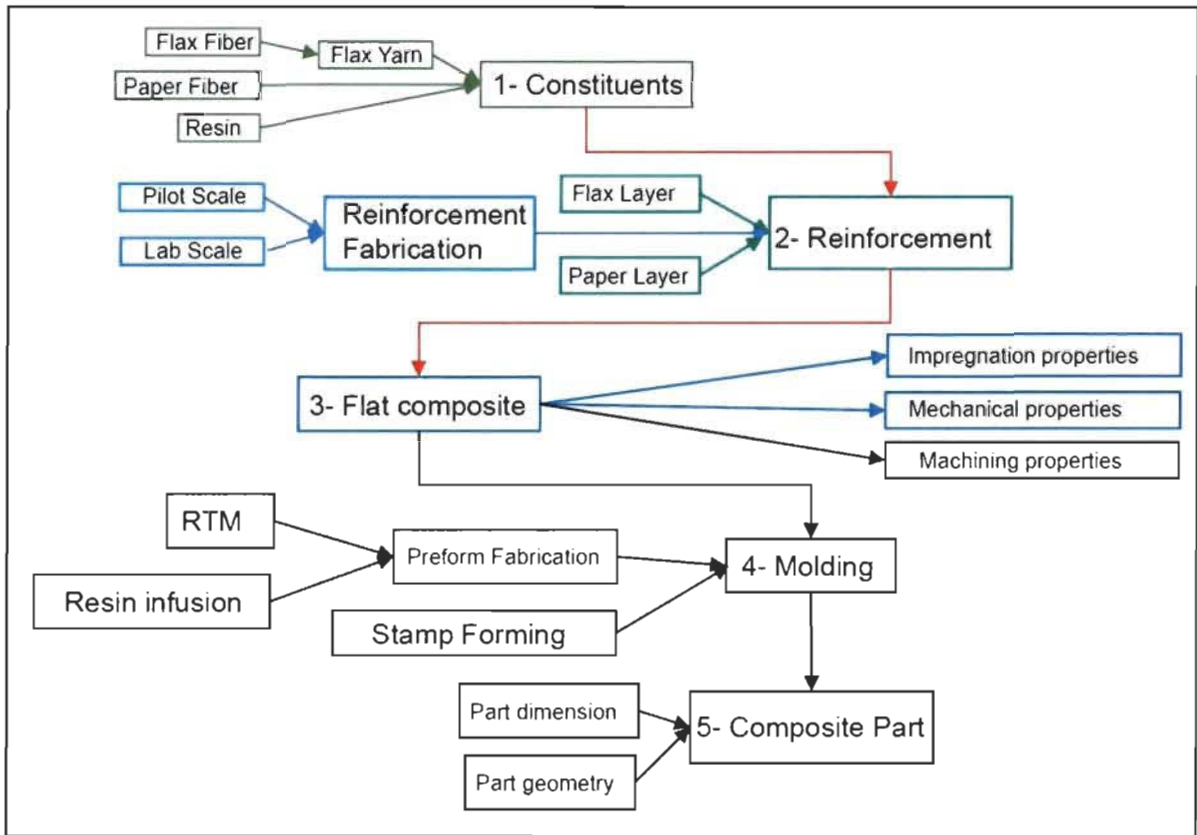 Flax Fiber
Flax Yarn
Paper Fiber
1- Constituents
Resin
Pilot Scale
Lab Scale
Reinforcement
Fabrication
Flax Layer
Paper Layer
2- Reinforcement
3- Flat composite
Impregnation properties
Mechanical properties
Machining properties
RTM
Resin infusion
Preform Fabrication
Stamp Forming
4- Molding
Part dimension
Part geometry
5- Composite Part